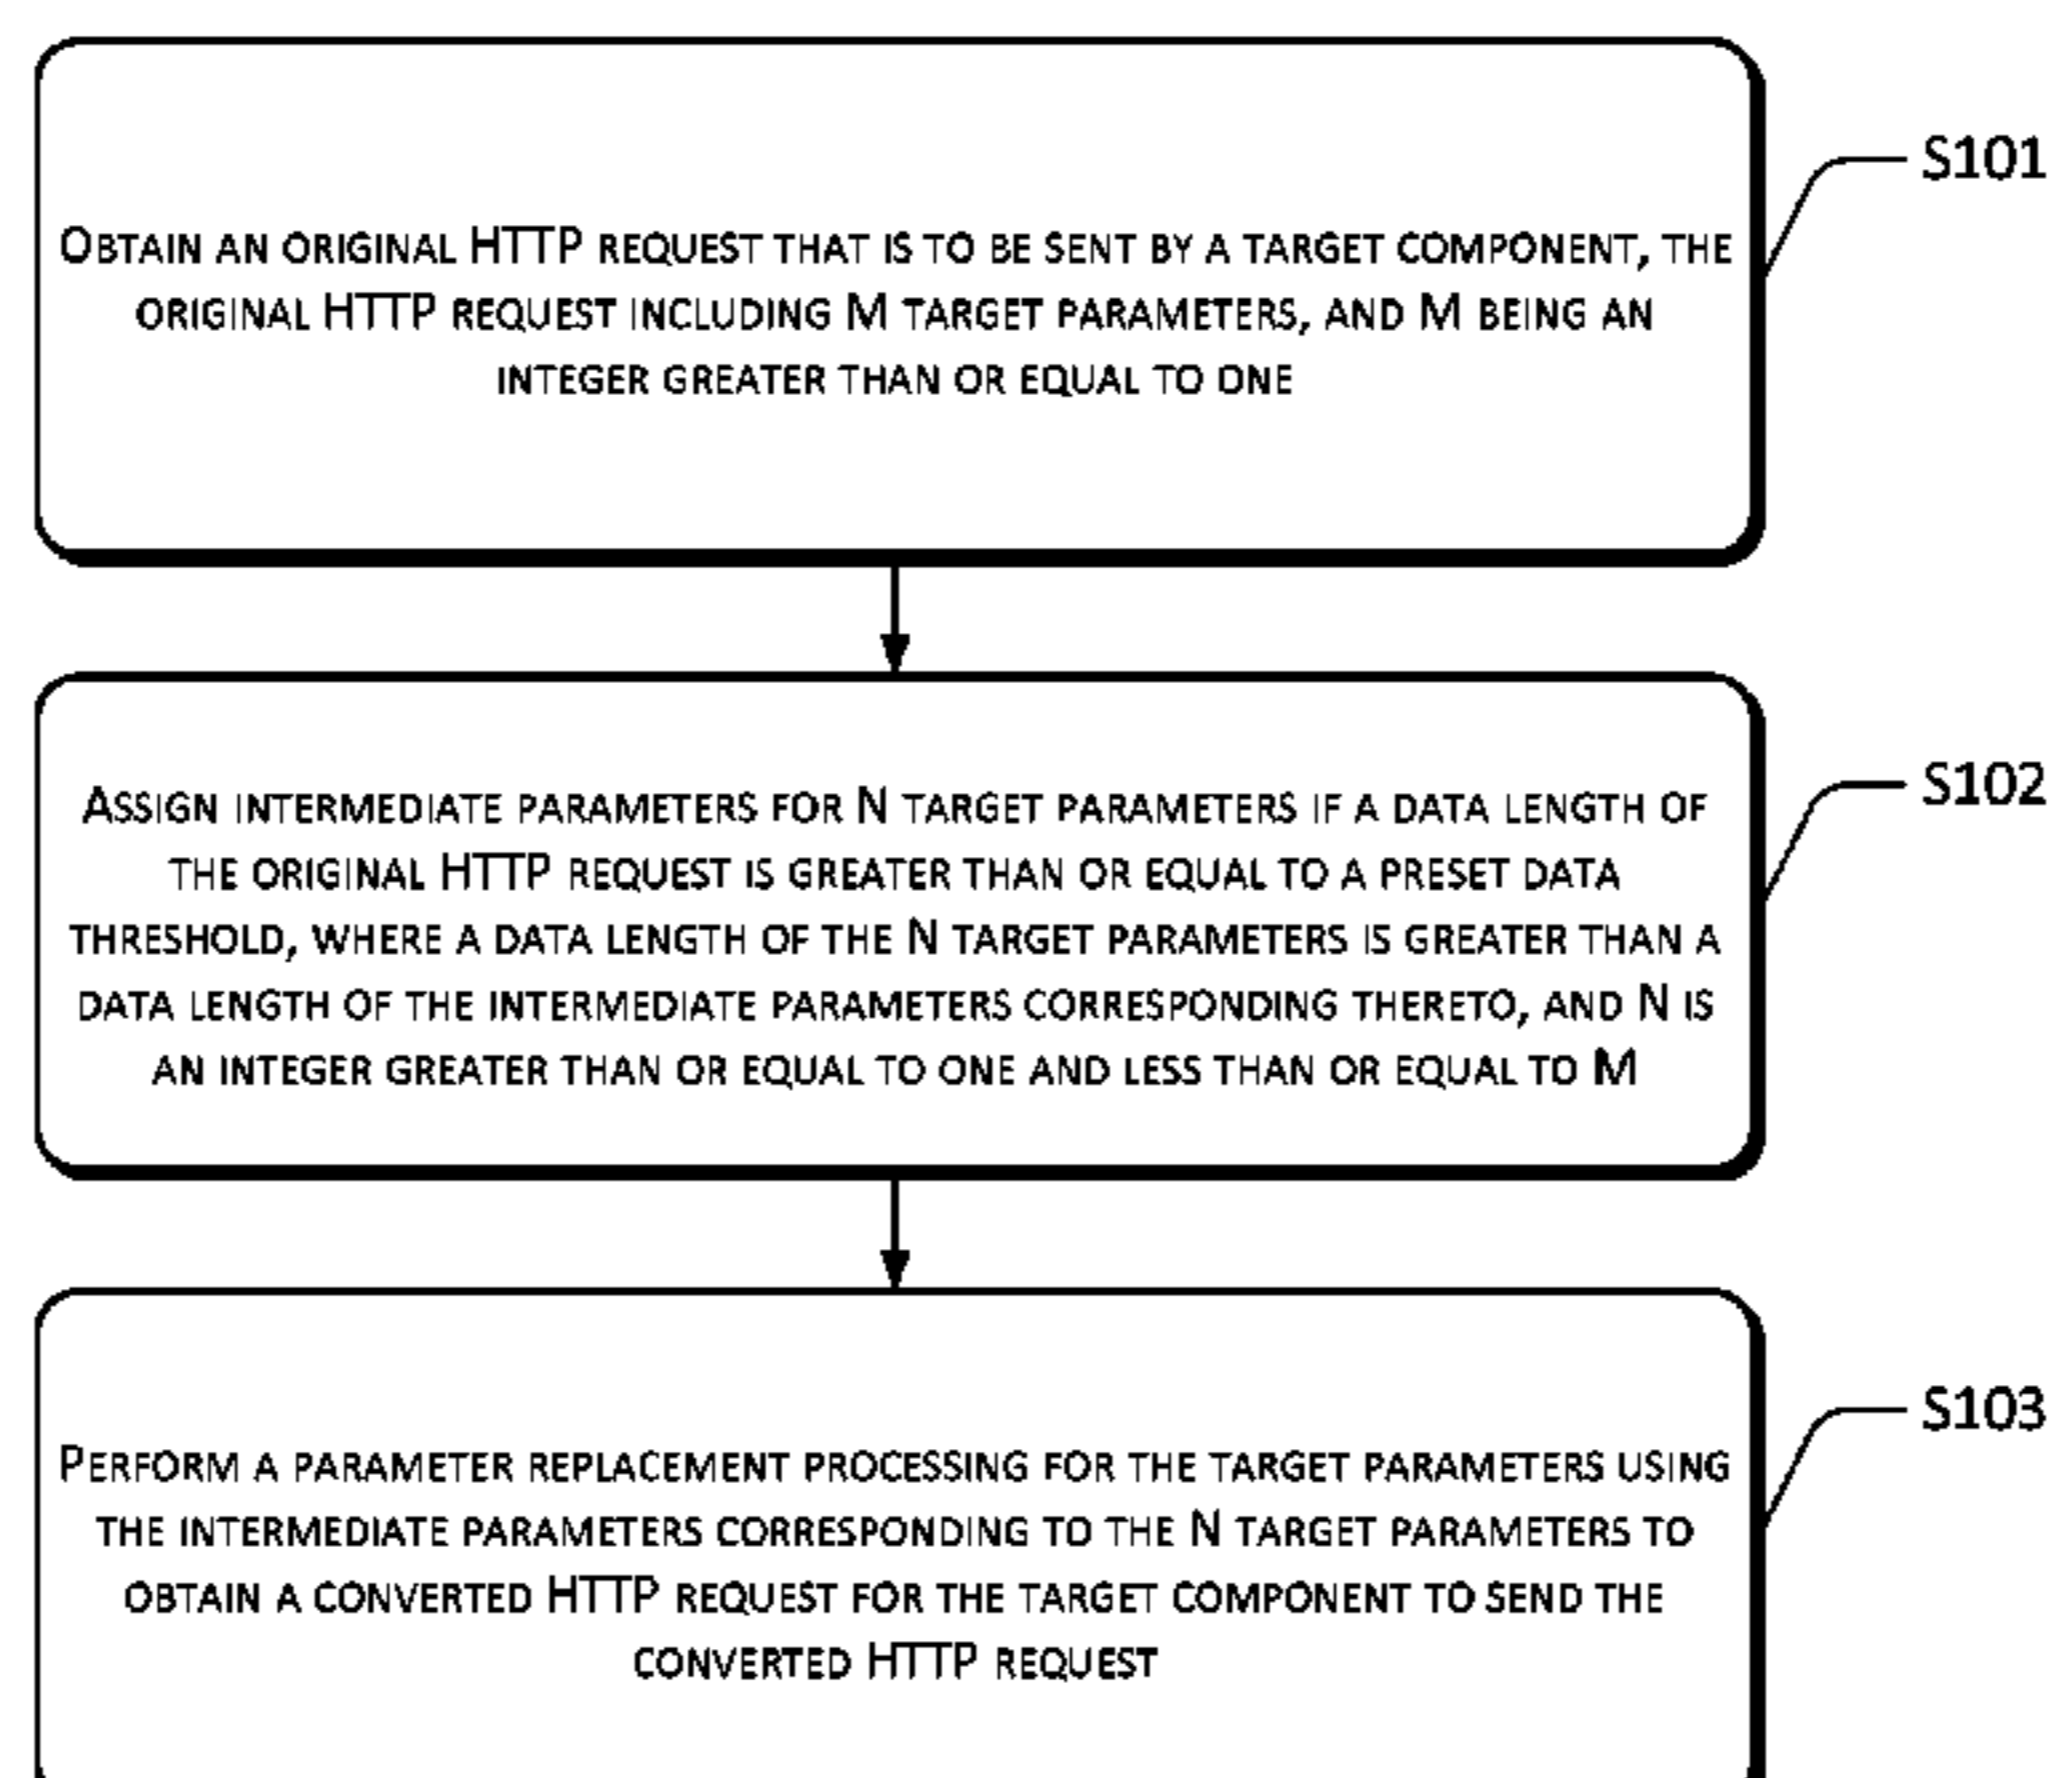 OBTAIN AN ORIGINAL HTTP REQUEST THAT IS TO BE SENT BY A TARGET COMPONENT, THE
ORIGINAL HTTP REQUEST INCLUDING M TARGET PARAMETERS, AND M BEING AN
INTEGER GREATER THAN OR EQUAL TO ONE
S101
ASSIGN INTERMEDIATE PARAMETERS FOR N TARGET PARAMETERS IF A DATA LENGTH OF
THE ORIGINAL HTTP REQUEST IS GREATER THAN OR EQUAL TO A PRESET DATA
THRESHOLD, WHERE A DATA LENGTH OF THE N TARGET PARAMETERS IS GREATER THAN A
DATA LENGTH OF THE INTERMEDIATE PARAMETERS CORRESPONDING THERETO, AND N IS
AN INTEGER GREATER THAN OR EQUAL TO ONE AND LESS THAN OR EQUAL TO M
S102
PERFORM A PARAMETER REPLACEMENT PROCESSING FOR THE TARGET PARAMETERS USING
THE INTERMEDIATE PARAMETERS CORRESPONDING TO THE N TARGET PARAMETERS TO
OBTAIN A CONVERTED HTTP REQUEST FOR THE TARGET COMPONENT TO SEND THE
CONVERTED HTTP REQUEST
S103